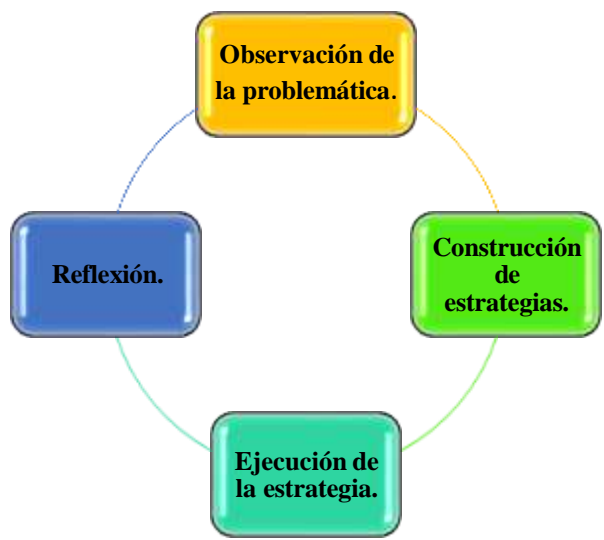 Observación de
la problemática.
Construcción
de
estrategias.
Ejecución de
la estrategia.
Reflexión.